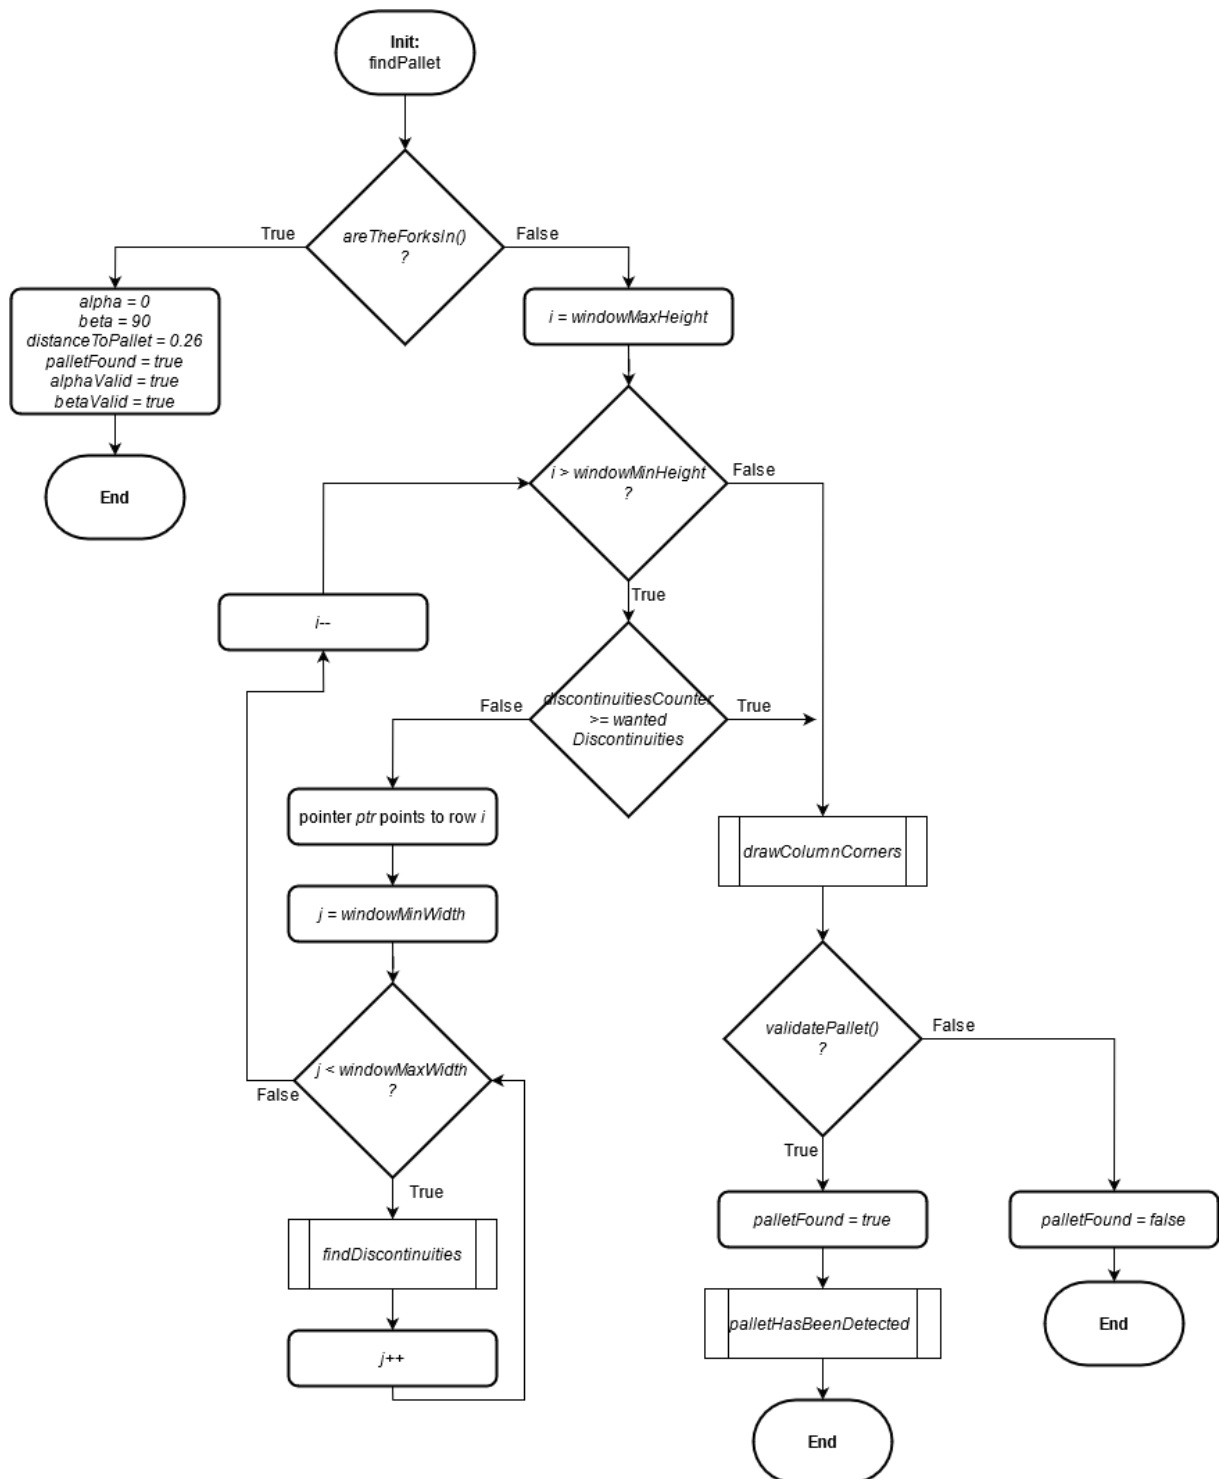 Init:
findPallet
areTheForksIn()
?
True
False
alpha = 0
beta = 90
distanceToPallet = 0.26
palletFound = true
alphaValid = true
betaValid = true
End
i = windowMaxHeight
i > windowMinHeight
?
False
True
i--
discontinuitiesCounter
>= wanted
Discontinuities
False
True
pointer ptr points to row i
j = windowMinWidth
j < windowMaxWidth
?
False
True
findDiscontinuities
j++
drawColumnCorners
validatePallet()
?
False
True
palletFound = true
palletFound = false
palletHasBeenDetected
End
End